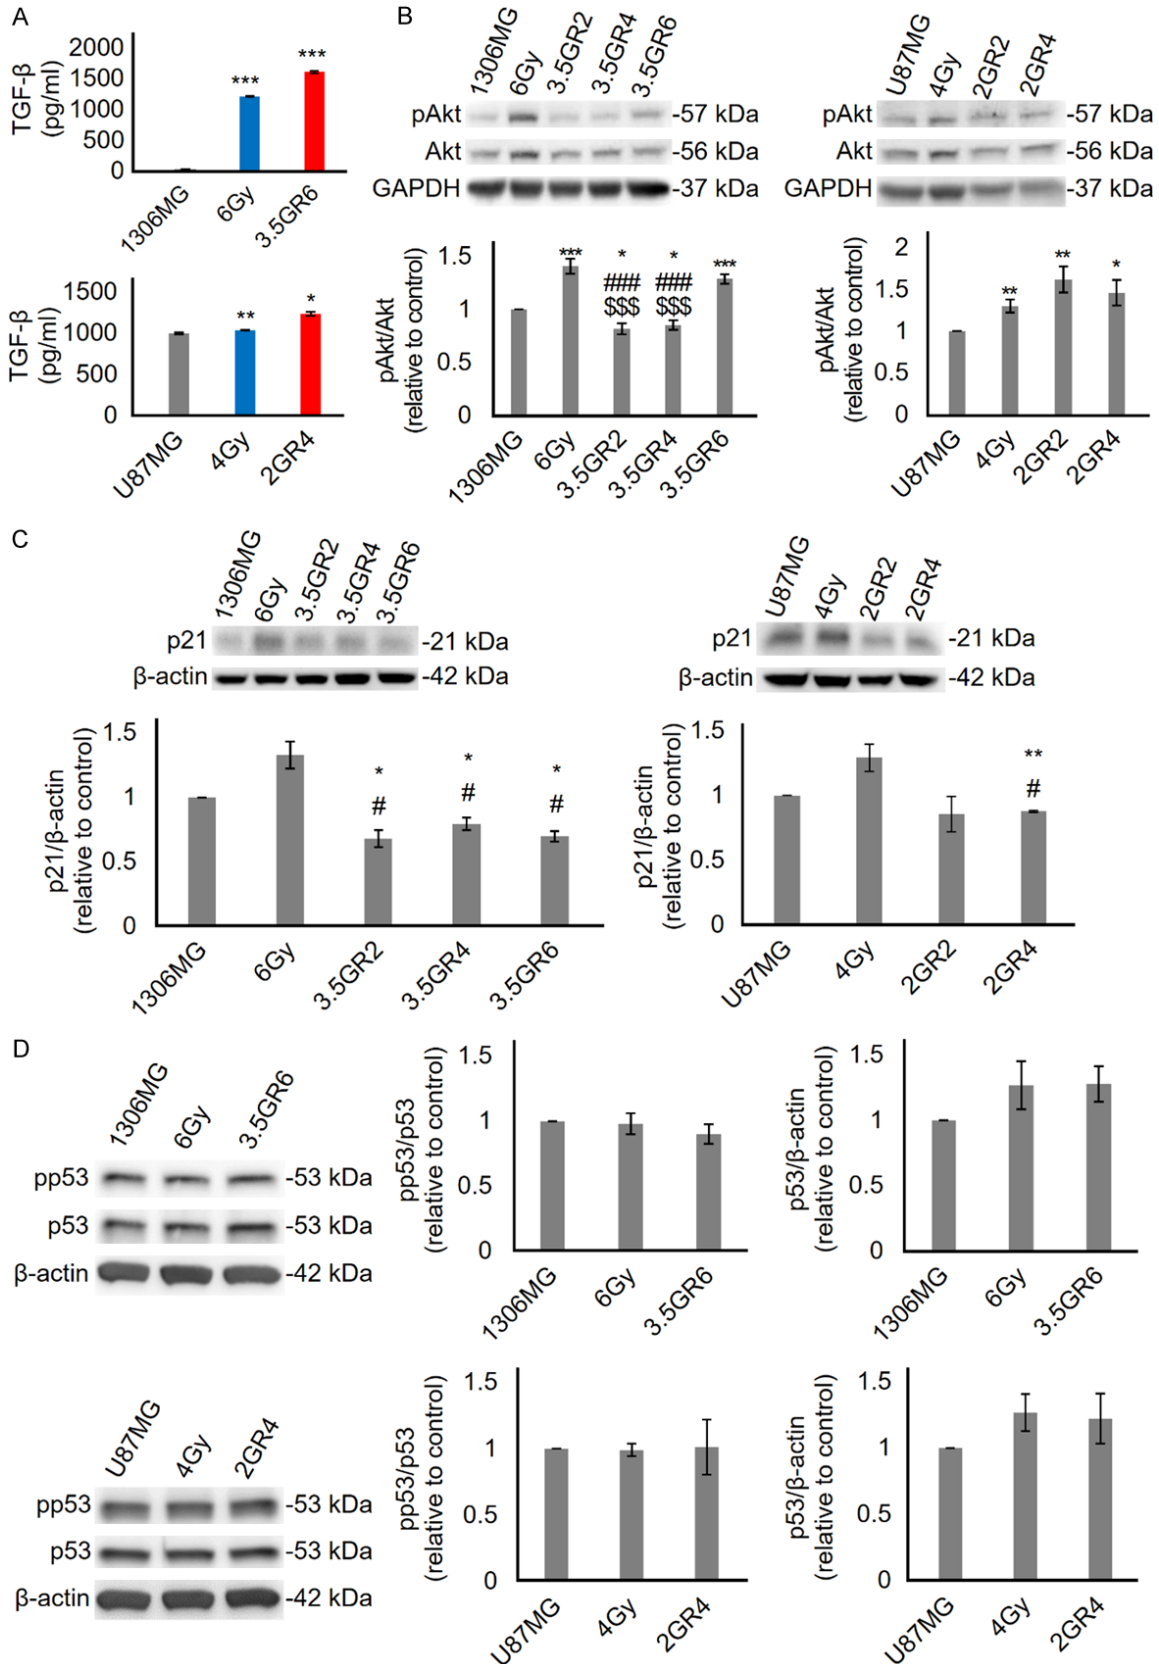 A
TGF-β
(pg/ml)
2000
1500
1000
500
0
***
***
1306MG
6Gy
3.5GR6
TGF-β
(pg/ml)
1500
1000
500
0
**
*
U87MG
4Gy
2GR4
B
1306MG
6Gy
3.5GR2
3.5GR4
3.5GR6
pAkt
-57 kDa
Akt
-56 kDa
GAPDH
-37 kDa
pAkt/Akt
(relative to control)
1.5
1
0.5
0
***
*
###
$$$
*
###
$$$
***
1306MG
6Gy
3.5GR2
3.5GR4
3.5GR6
U87MG
4Gy
2GR2
2GR4
pAkt
-57 kDa
Akt
-56 kDa
GAPDH
-37 kDa
pAkt/Akt
(relative to control)
2
1.5
1
0.5
0
**
**
*
U87MG
4Gy
2GR2
2GR4
C
1306MG
6Gy
3.5GR2
3.5GR4
3.5GR6
p21
-21 kDa
β-actin
-42 kDa
p21/β-actin
(relative to control)
1.5
1
0.5
0
*
#
*
#
*
#
1306MG
6Gy
3.5GR2
3.5GR4
3.5GR6
U87MG
4Gy
2GR2
2GR4
p21
-21 kDa
β-actin
-42 kDa
p21/β-actin
(relative to control)
1.5
1
0.5
0
**
#
U87MG
4Gy
2GR2
2GR4
D
1306MG
6Gy
3.5GR6
pp53
-53 kDa
p53
-53 kDa
β-actin
-42 kDa
pp53/p53
(relative to control)
1.5
1
0.5
0
1306MG
6Gy
3.5GR6
p53/β-actin
(relative to control)
1.5
1
0.5
0
1306MG
6Gy
3.5GR6
U87MG
4Gy
2GR4
pp53
-53 kDa
p53
-53 kDa
β-actin
-42 kDa
pp53/p53
(relative to control)
1.5
1
0.5
0
U87MG
4Gy
2GR4
p53/β-actin
(relative to control)
1.5
1
0.5
0
U87MG
4Gy
2GR4